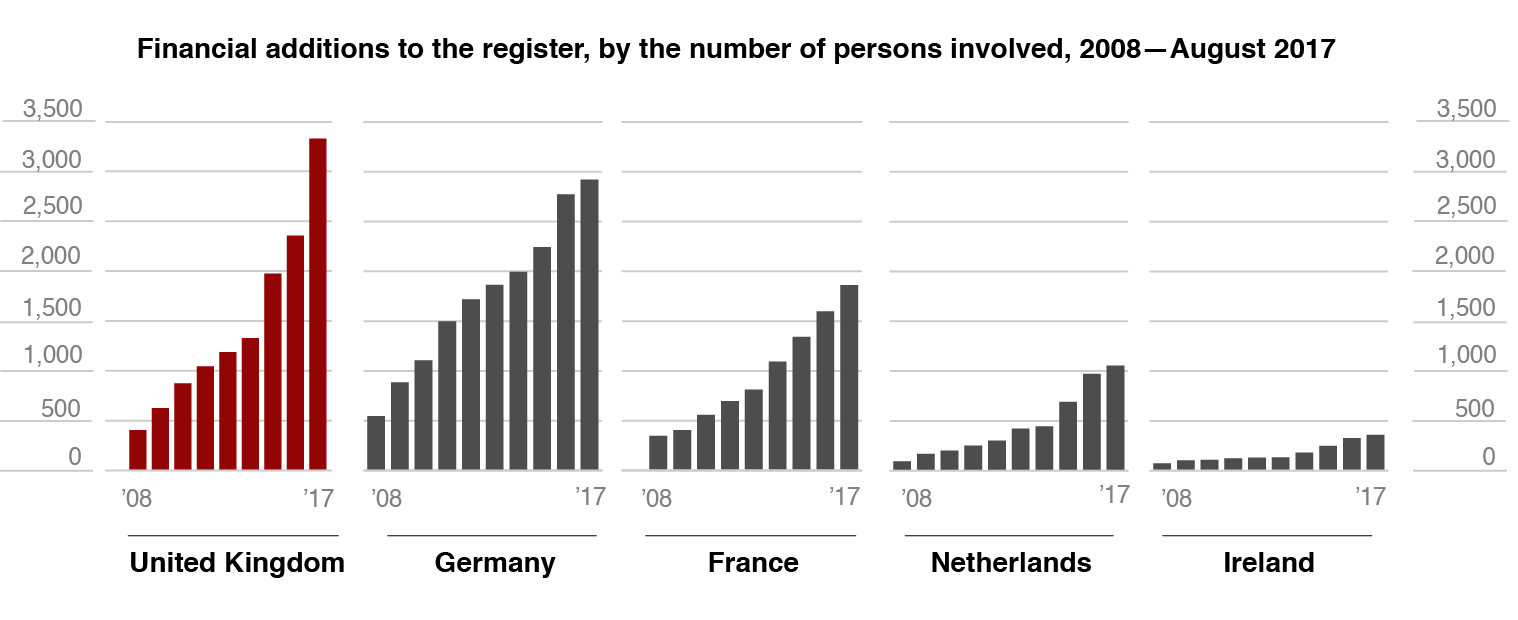 Financial additions to the register, by the number of persons involved, 2008—August 2017
3,500 3,500
3,000 3,000
2,500 2,500
2,000 2,000
1,500 1,500
1,000 1,000
500 500
0 0
’08 ’17 ’08 ’17 ’08 ’17 ’08 ’17 ’08 ’17
United Kingdom Germany France Netherlands Ireland